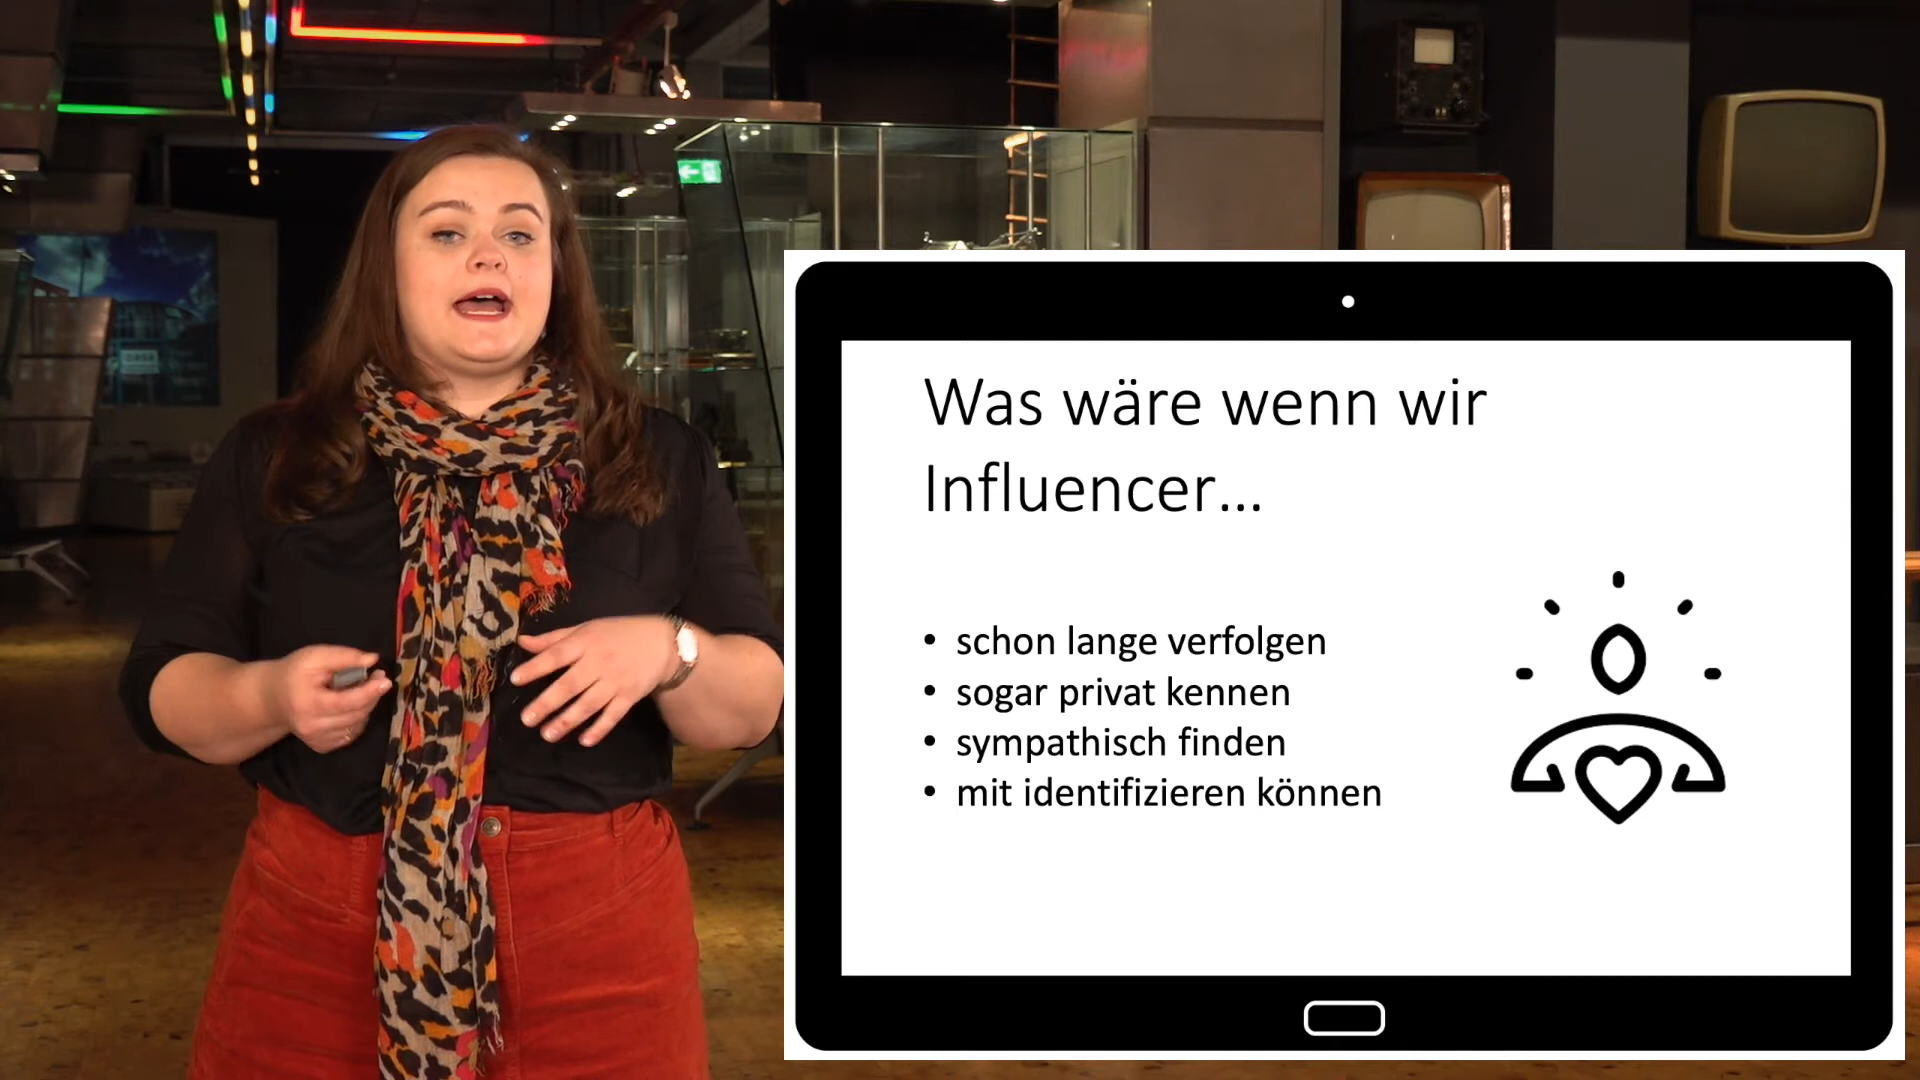 Was wäre wenn wir
Influencer...
• schon lange verfolgen
• sogar privat kennen
• sympathisch finden
• mit identifizieren können